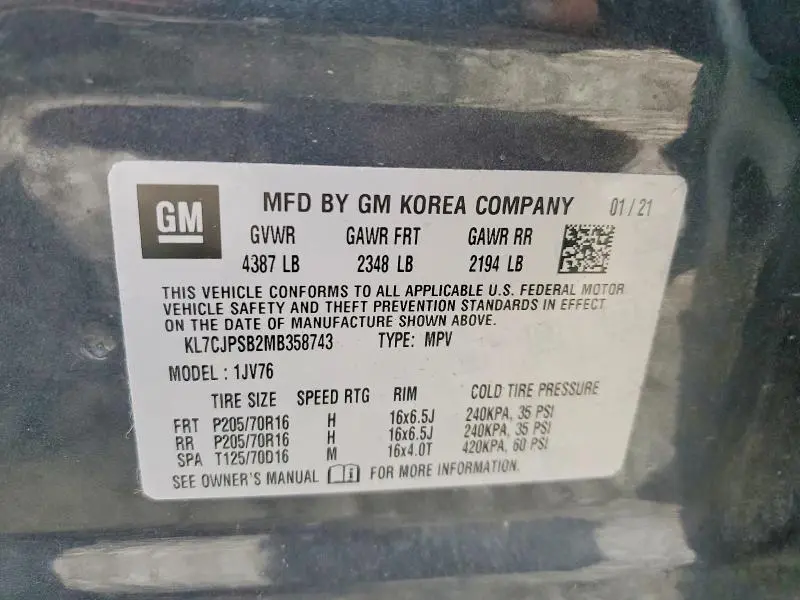 GM
MFD BY GM KOREA COMPANY 01/21
GVWR GAWR FRT GAWR RR
4387 LB 2348 LB 2194 LB
THIS VEHICLE CONFORMS TO ALL APPLICABLE U.S. FEDERAL MOTOR
VEHICLE SAFETY AND THEFT PREVENTION STANDARDS IN EFFECT
ON THE DATE OF MANUFACTURE SHOWN ABOVE.
KL7CJPSB2MB358743 TYPE: MPV
MODEL : 1JV76
TIRE SIZE SPEED RTG RIM COLD TIRE PRESSURE
FRT P205/70R16 H 16x6.5J 240KPA, 35 PSI
RR P205/70R16 H 16x6.5J 240KPA, 35 PSI
SPA T125/70D16 M 16x4.0T 420KPA, 60 PSI
SEE OWNER'S MANUAL i FOR MORE INFORMATION.